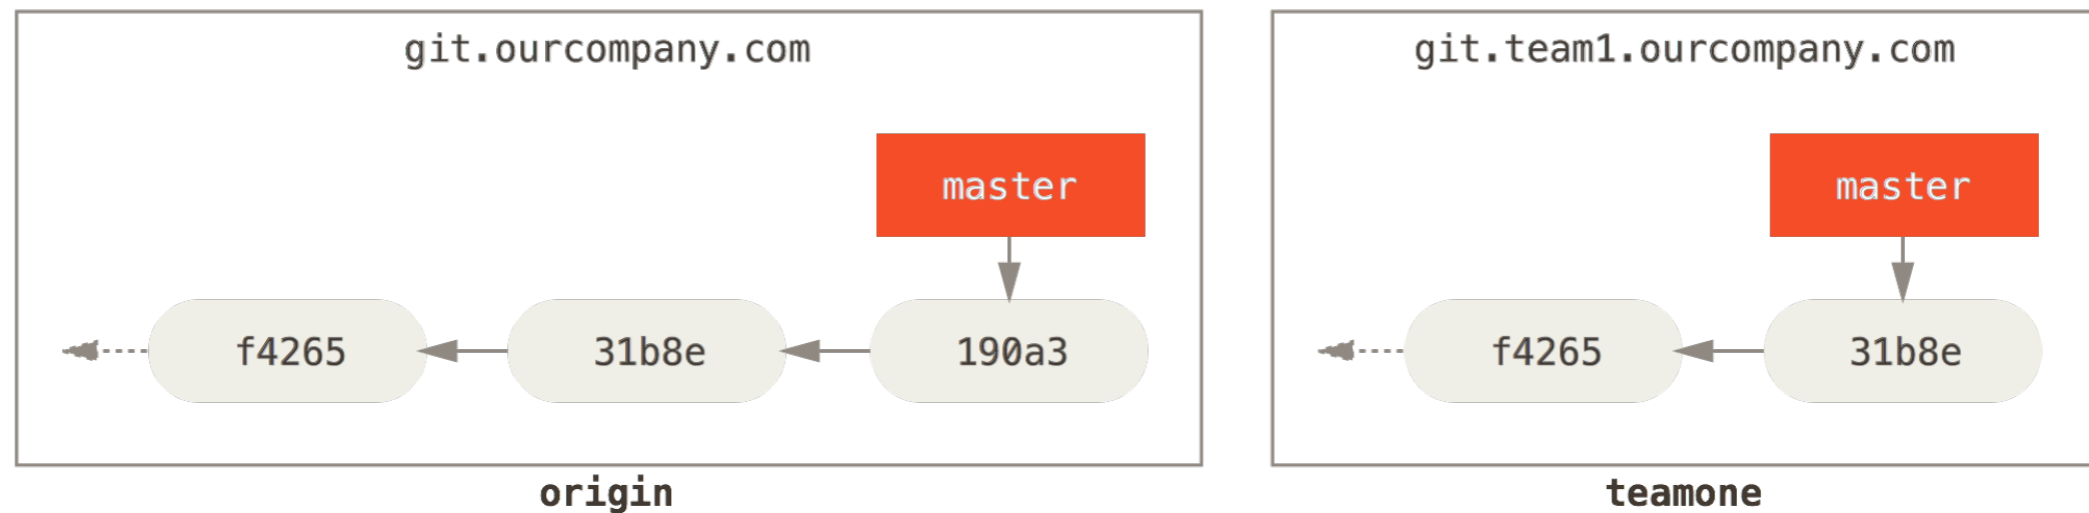 git.ourcompany.com
master
f4265
31b8e
190a3
origin
git.team1.ourcompany.com
master
f4265
31b8e
teamone